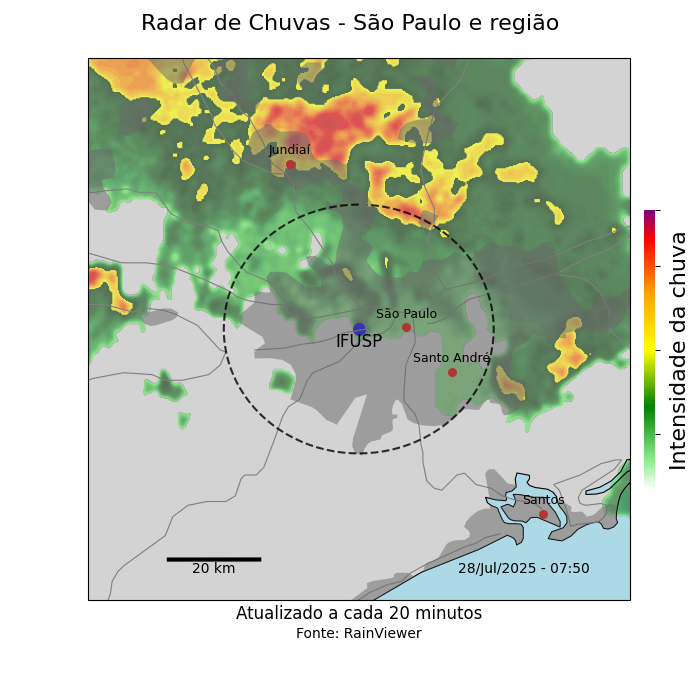 Radar de Chuvas - São Paulo e região
Jundiaí
São Paulo
IFUSP
Santo André
Santos
20 km
28/Jul/2025 - 07:50
Intensidade da chuva
Atualizado a cada 20 minutos
Fonte: RainViewer